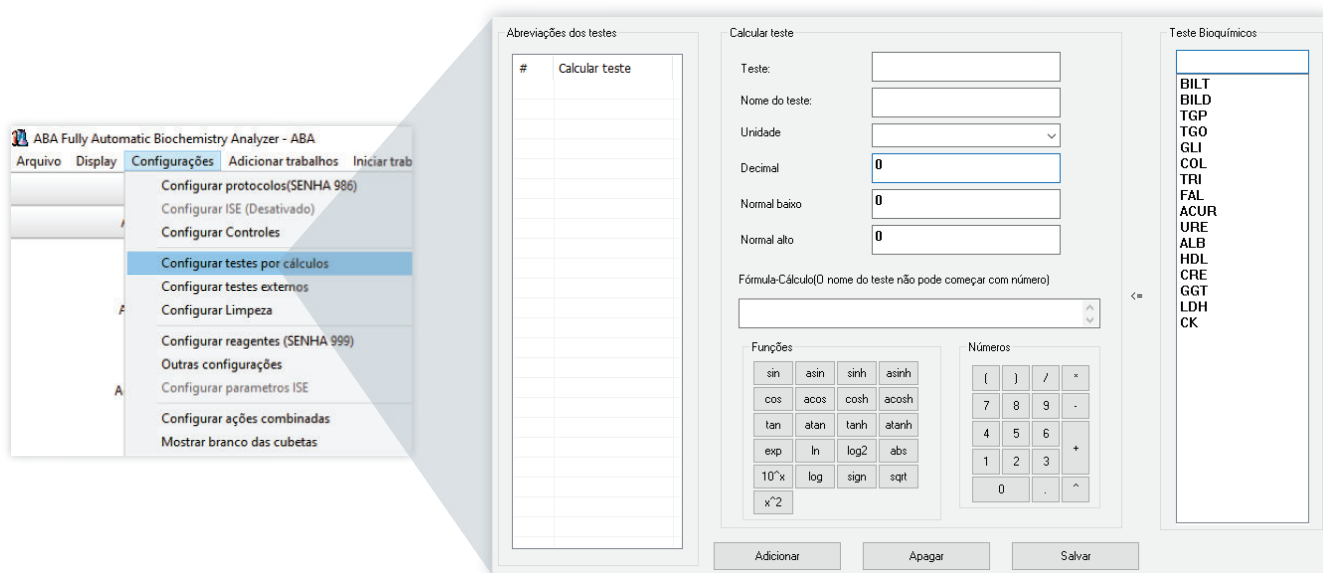 ABA Fully Automatic Biochemistry Analyzer - ABA
Arquivo Display Configurações Adicionar trabalhos Iniciar trab
Configurar protocolos(SENHA 986)
Configurar ISE (Desativado)
Configurar Controles
Configurar testes por cálculos
Configurar testes externos
Configurar Limpeza
Configurar reagentes (SENHA 999)
Outras configurações
Configurar parametros ISE
Configurar ações combinadas
Mostrar branco das cubetas
Abreviações dos testes
# Calcular teste
Calcular teste
Teste:
Nome do teste:
Unidade
Decimal 0
Normal baixo 0
Normal alto 0
Fórmula-Cálculo(O nome do teste não pode começar com número)
Funções
sin asin sinh asinh
cos acos cosh acosh
tan atan tanh atanh
exp ln log2 abs
10^x log sign sqrt
x^2
Números
( ) / *
7 8 9 -
4 5 6
+
1 2 3
0 . ^
<=
Teste Bioquímicos
BILT
BILD
TGP
TGO
GLI
COL
TRI
FAL
ACUR
URE
ALB
HDL
CRE
GGT
LDH
CK
Adicionar Apagar Salvar